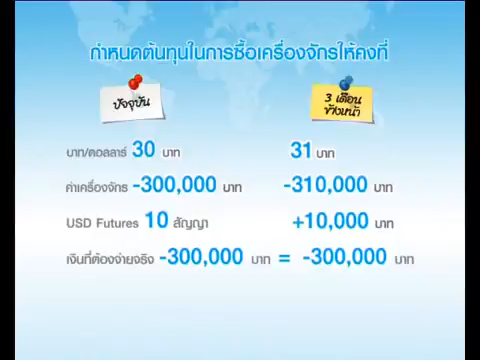 กำหนดต้นทุนในการซื้อเครื่องจักรให้คงที่
ปัจจุบัน
3 เดือน
ข้างหน้า
บาท/ดอลลาร์ 30 บาท 31 บาท
ค่าเครื่องจักร -300,000 บาท -310,000 บาท
USD Futures 10 สัญญา +10,000 บาท
เงินที่ต้องจ่ายจริง -300,000 บาท = -300,000 บาท